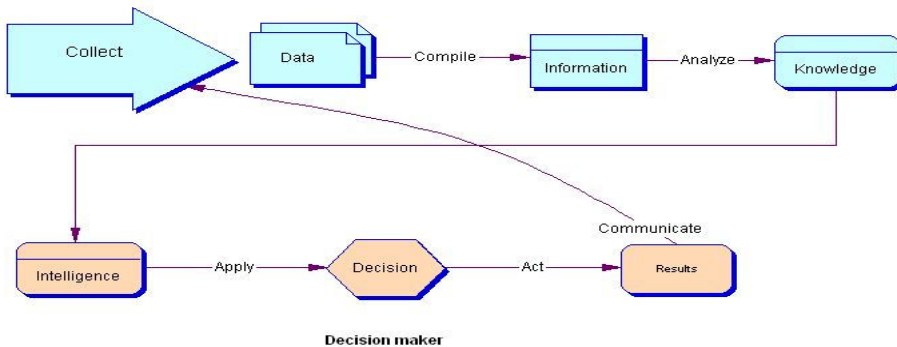 Collect
Data
Compile
Information
Analyze
Knowledge
Communicate
Intelligence
Apply
Decision
Act
Results
Decision maker